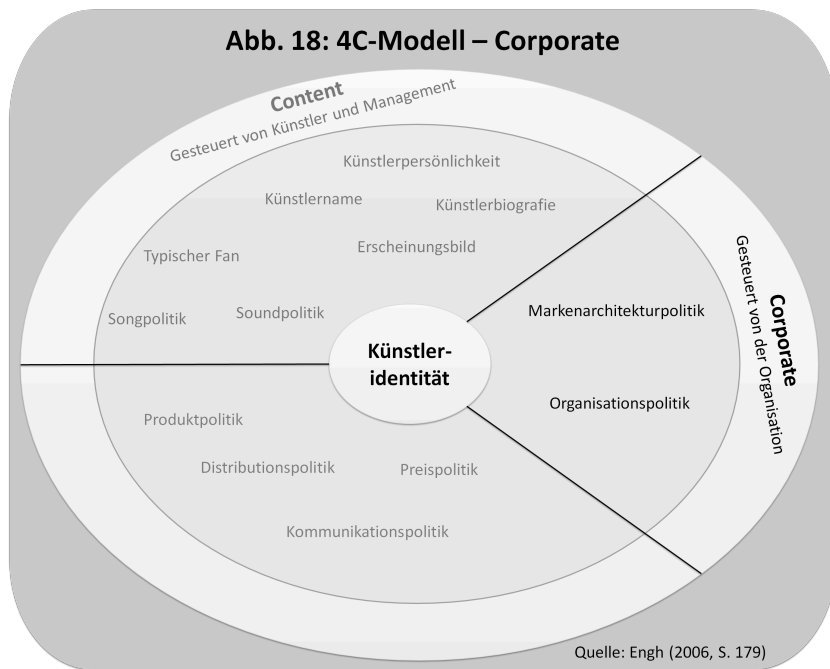 Abb. 18: 4C-Modell – Corporate
Content
Gesteuert von Künstler und Management
Künstlerpersönlichkeit
Künstlername
Künstlerbiografie
Erscheinungsbild
Typischer Fan
Songpolitik
Soundpolitik
Markenarchitekturpolitik
Organisationspolitik
Corporate
Gesteuert von der Organisation
Künstler-
identität
Produktpolitik
Distributionspolitik
Preispolitik
Kommunikationspolitik
Quelle: Engh (2006, S. 179)